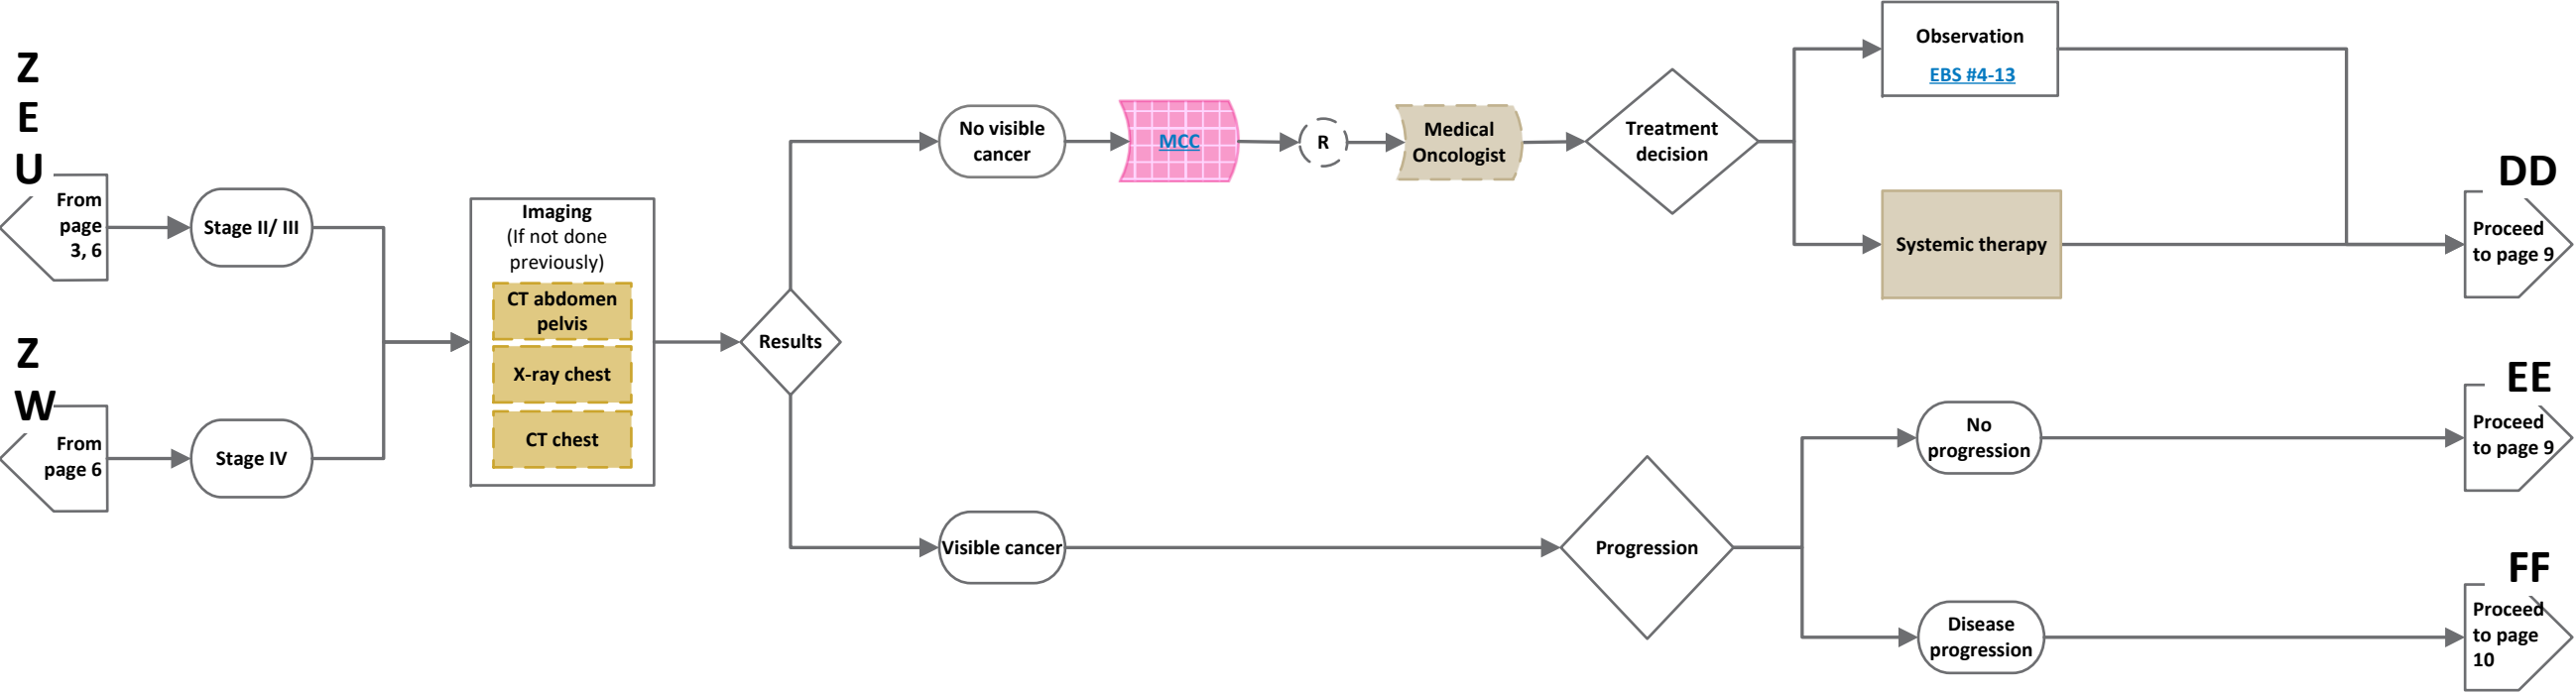 Z
E
U
From
page
3, 6
Stage II/ III
Z
W
From
page 6
Stage IV
Imaging
(If not done
previously)
CT abdomen
pelvis
X-ray chest
CT chest
Results
No visible
cancer
MCC
R
Medical
Oncologist
Treatment
decision
Observation
EBS #4-13
Systemic therapy
DD
Proceed
to page 9
Visible cancer
Progression
No
progression
EE
Proceed
to page 9
Disease
progression
FF
Proceed
to page
10